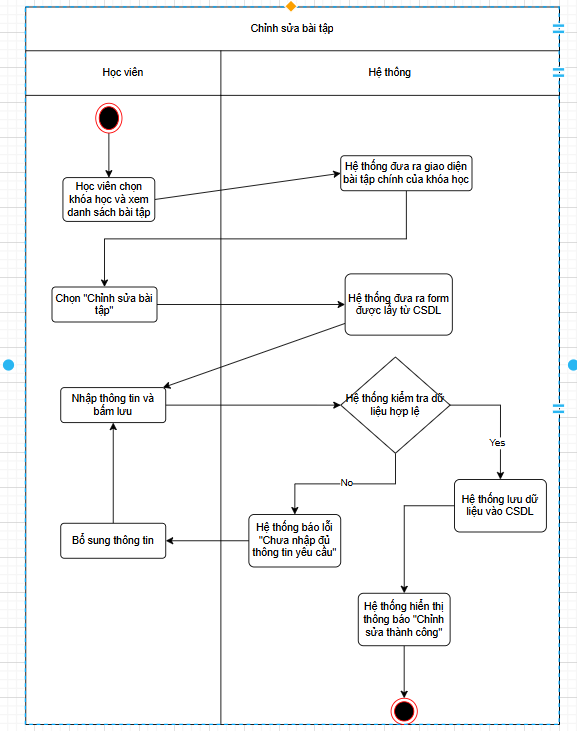 Chỉnh sửa bài tập
Học viên
Hệ thống
Học viên chọn
khóa học và xem
danh sách bài tập
Hệ thống đưa ra giao diện
bài tập chính của khóa học
Chọn "Chỉnh sửa bài
tập"
Hệ thống đưa ra form
được lấy từ CSDL
Nhập thông tin và
bấm lưu
Hệ thống kiểm tra dữ
liệu hợp lệ
Yes
No
Hệ thống lưu dữ
liệu vào CSDL
Hệ thống báo lỗi
"Chưa nhập đủ
thông tin yêu cầu"
Bổ sung thông tin
Hệ thống hiển thị
thông báo "Chỉnh
sửa thành công"